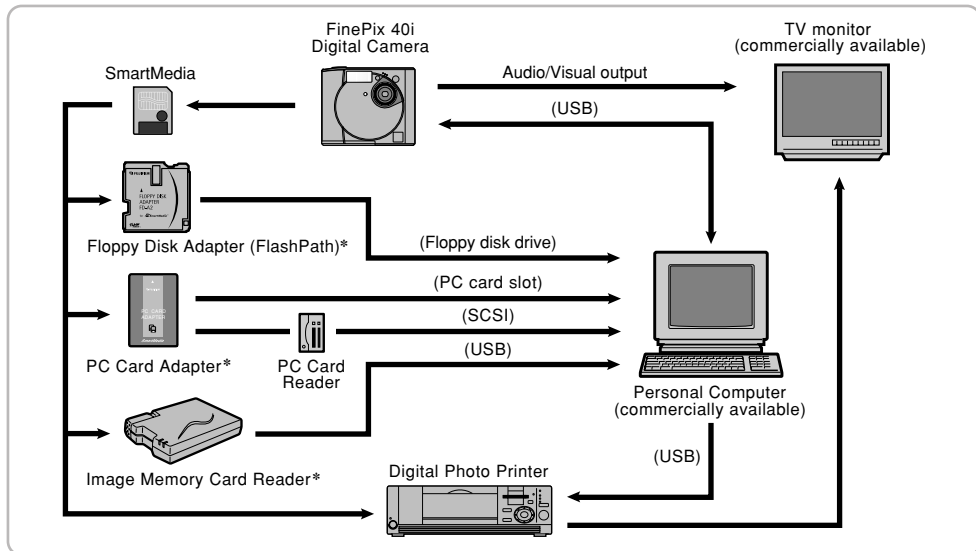 FinePix 40i
Digital Camera
TV monitor
(commercially available)
SmartMedia
Audio/Visual output
(USB)
FLOPPY DISK
ADAPTER
FD-A2
Floppy Disk Adapter (FlashPath)*
(Floppy disk drive)
(PC card slot)
PC CARD
ADAPTER
(SCSI)
(USB)
PC Card Adapter*
PC Card
Reader
Personal Computer
(commercially available)
(USB)
Image Memory Card Reader*
Digital Photo Printer